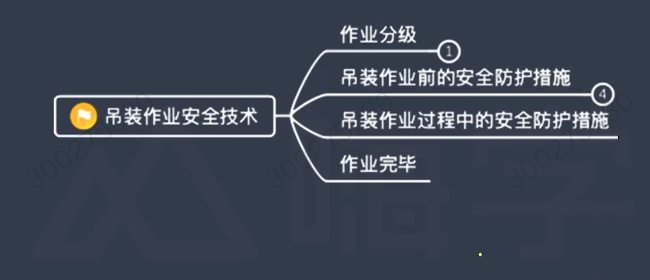 作业分级
1
吊装作业前的安全防护措施
4
吊装作业安全技术
吊装作业过程中的安全防护措施
作业完毕